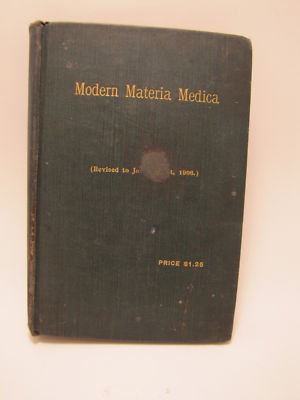 Modern Materia Medica
(Revised to 1906.)
PRICE $1.25